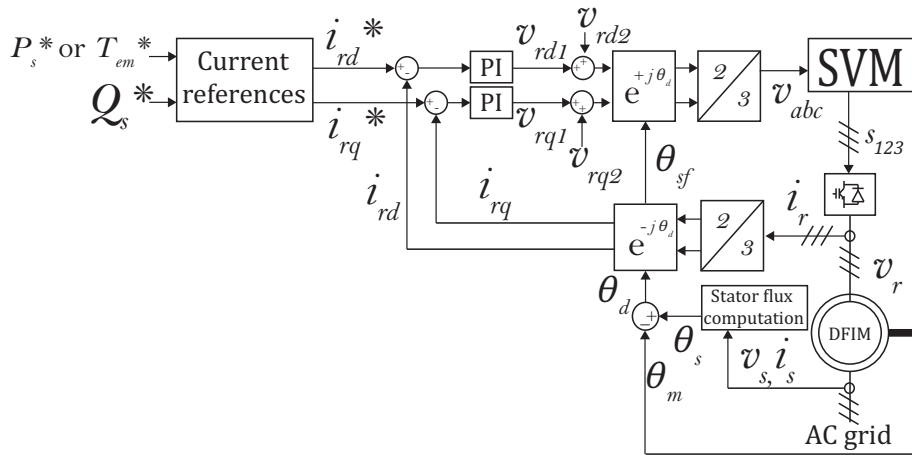 P_s* or T_em*
Q_s*
Current
references
i_rd*
i_rq*
+
-
+
-
PI
PI
v_rd1
v_rd2
v_rq1
v_rq2
+
+
+
+
e^{+jθ_d}
2
3
v_abc
SVM
s_123
θ_sf
i_rd
i_rq
e^{-jθ_d}
2
3
i_r
v_r
θ_d
-
+
θ_s
θ_m
Stator flux
computation
v_s, i_s
DFIM
AC grid